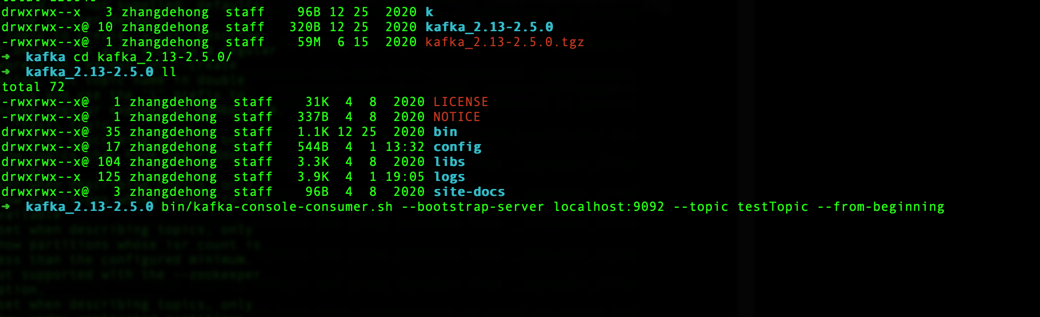 drwxrwx--x   3 zhangdehong  staff    96B 12 25  2020 k
drwxrwx--x@ 10 zhangdehong  staff   320B 12 25  2020 kafka_2.13-2.5.0
-rwxrwx--x@  1 zhangdehong  staff    59M  6 15  2020 kafka_2.13-2.5.0.tgz
➜  kafka cd kafka_2.13-2.5.0/
➜  kafka_2.13-2.5.0 ll
total 72
-rwxrwx--x@   1 zhangdehong  staff    31K  4  8  2020 LICENSE
-rwxrwx--x@   1 zhangdehong  staff   337B  4  8  2020 NOTICE
drwxrwx--x@  35 zhangdehong  staff   1.1K 12 25  2020 bin
drwxrwx--x@  17 zhangdehong  staff   544B  4  1 13:32 config
drwxrwx--x@ 104 zhangdehong  staff   3.3K  4  8  2020 libs
drwxrwx--x  125 zhangdehong  staff   3.9K  4  1 19:05 logs
drwxrwx--x@   3 zhangdehong  staff    96B  4  8  2020 site-docs
➜  kafka_2.13-2.5.0 bin/kafka-console-consumer.sh --bootstrap-server localhost:9092 --topic testTopic --from-beginning